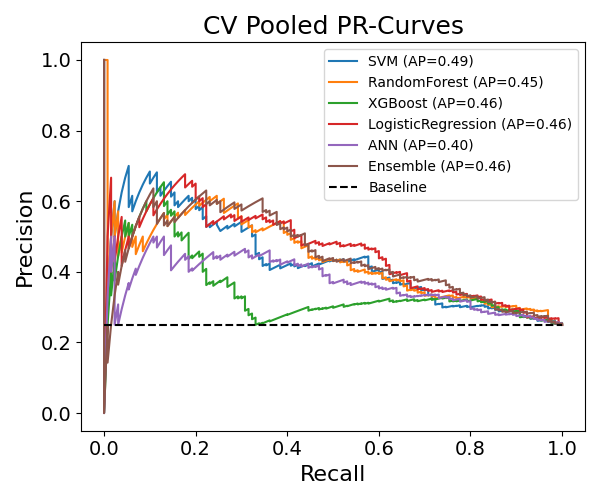 CV Pooled PR-Curves
SVM (AP=0.49)
RandomForest (AP=0.45)
XGBoost (AP=0.46)
LogisticRegression (AP=0.46)
ANN (AP=0.40)
Ensemble (AP=0.46)
Baseline
Precision
1.0
0.8
0.6
0.4
0.2
0.0
0.0 0.2 0.4 0.6 0.8 1.0
Recall